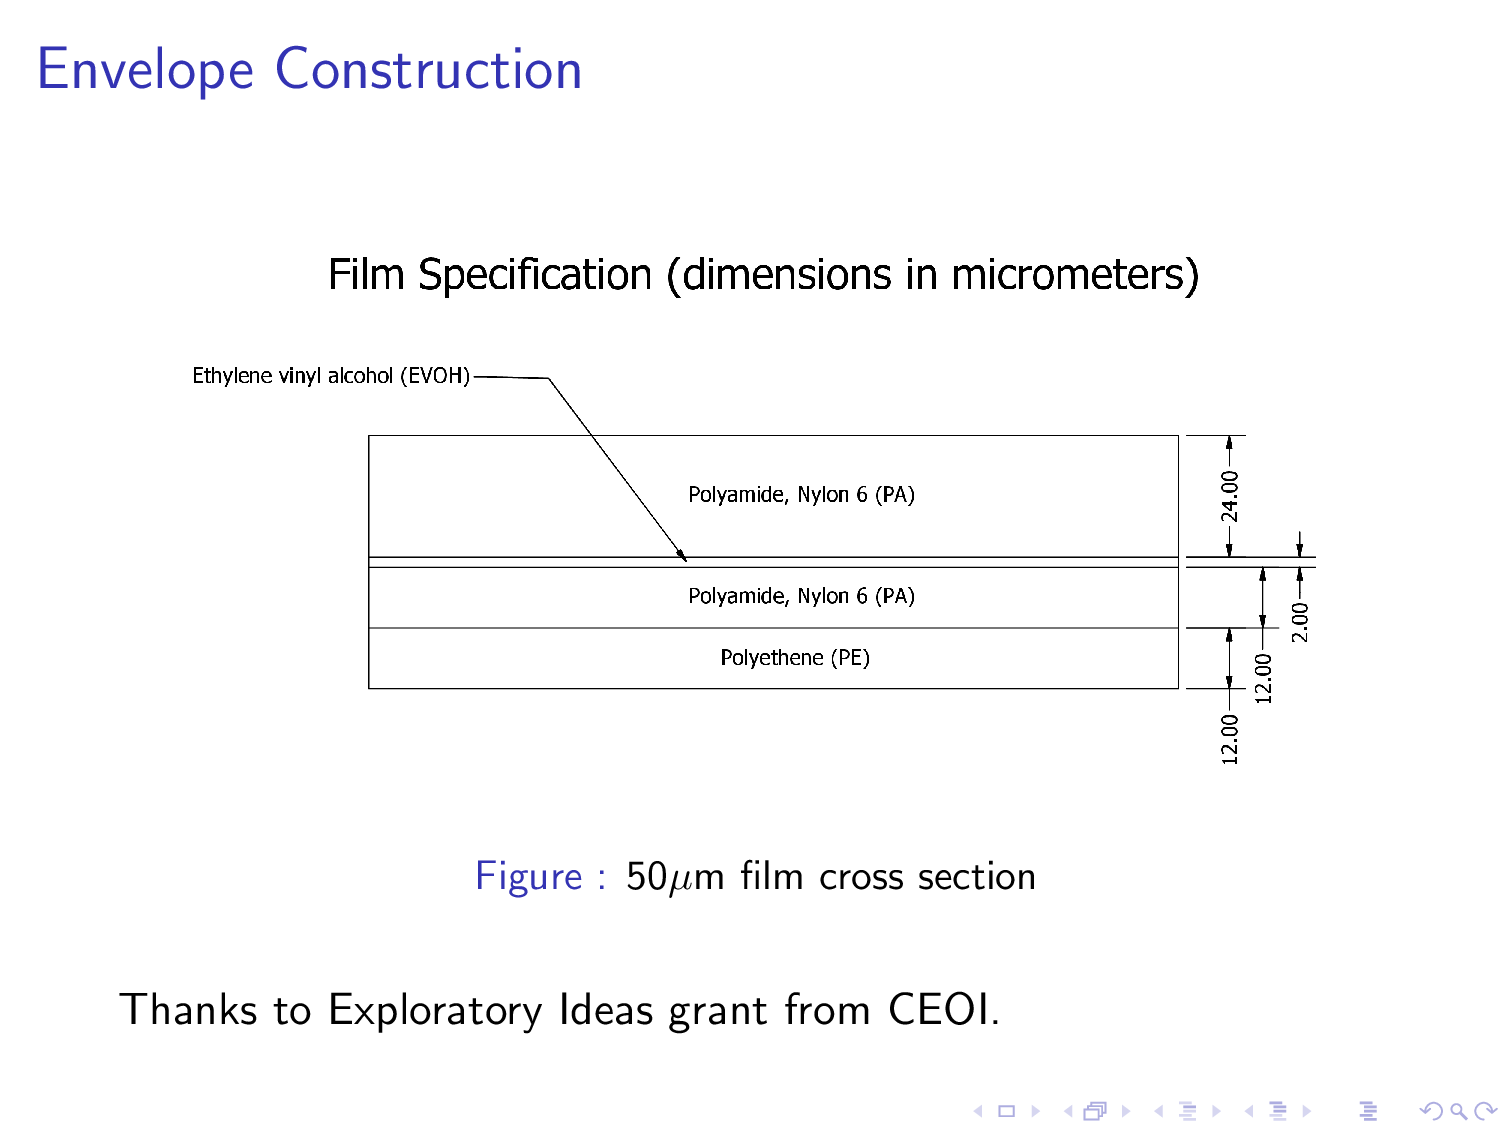 Envelope Construction
Film Specification (dimensions in micrometers)
Ethylene vinyl alcohol (EVOH)
Polyamide, Nylon 6 (PA)
24.00
Polyamide, Nylon 6 (PA)
2.00
Polyethene (PE)
12.00
12.00
Figure : 50μm film cross section
Thanks to Exploratory Ideas grant from CEOI.